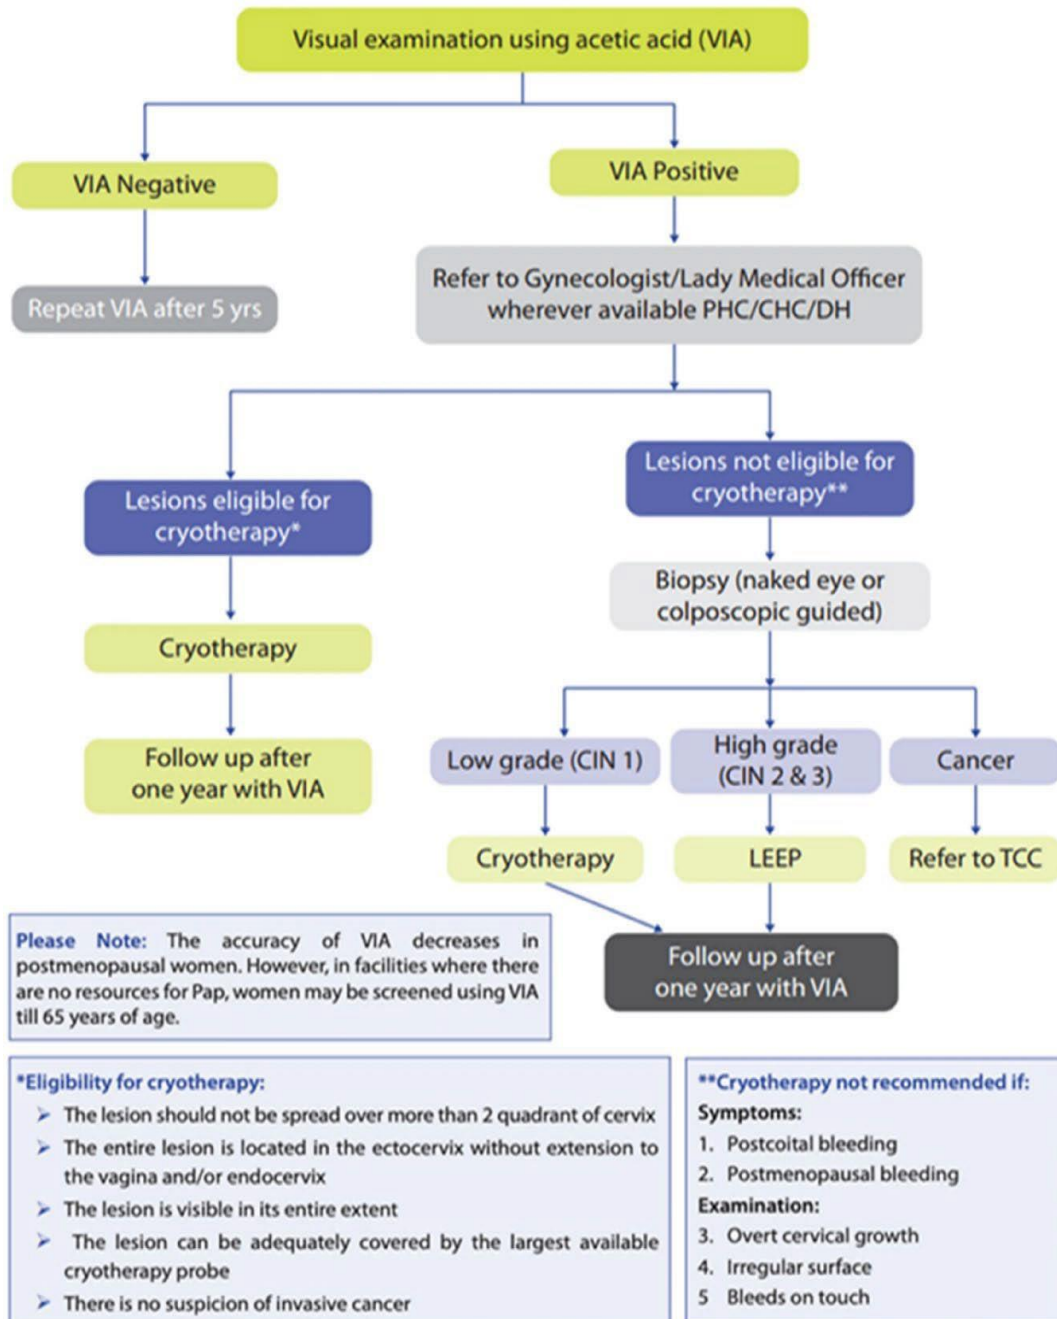 Visual examination using acetic acid (VIA)
VIA Negative
VIA Positive
Repeat VIA after 5 yrs
Refer to Gynecologist/Lady Medical Officer
wherever available PHC/CHC/DH
Lesions eligible for
cryotherapy*
Lesions not eligible for
cryotherapy**
Cryotherapy
Biopsy (naked eye or
colposcopic guided)
Follow up after
one year with VIA
Low grade (CIN 1)
High grade
(CIN 2 & 3)
Cancer
Cryotherapy
LEEP
Refer to TCC
Follow up after
one year with VIA
Please Note: The accuracy of VIA decreases in
postmenopausal women. However, in facilities where there
are no resources for Pap, women may be screened using VIA
till 65 years of age.
*Eligibility for cryotherapy:
➤ The lesion should not be spread over more than 2 quadrant of cervix
➤ The entire lesion is located in the ectocervix without extension to
the vagina and/or endocervix
➤ The lesion is visible in its entire extent
➤ The lesion can be adequately covered by the largest available
cryotherapy probe
➤ There is no suspicion of invasive cancer
**Cryotherapy not recommended if:
Symptoms:
1. Postcoital bleeding
2. Postmenopausal bleeding
Examination:
3. Overt cervical growth
4. Irregular surface
5 Bleeds on touch